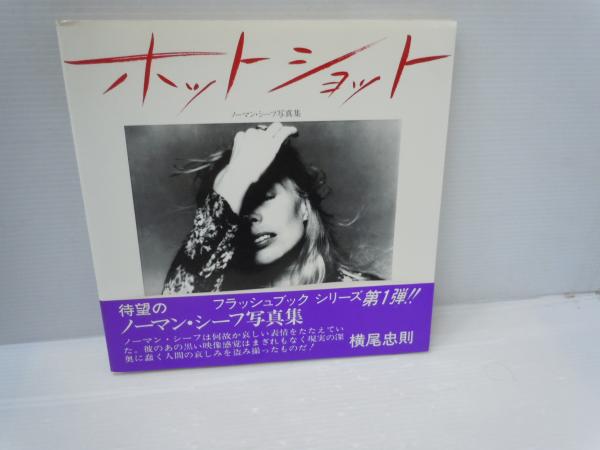 ホットショット
ノーマン・シーフ写真集
待望の
フラッシュブック シリーズ第1弾!!
ノーマン・シーフ写真集
ノーマン・シーフは何故か哀しい表情をたたえてい
た。彼のあの黒い映像感覚はまぎれもなく現実の深
奥に蠢く人間の哀しみを盗み撮ったものだ!
横尾忠則